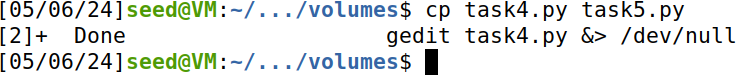 [05/06/24]seed@VM:~/.../volumes$ cp task4.py task5.py
[2]+  Done                    gedit task4.py &> /dev/null
[05/06/24]seed@VM:~/.../volumes$